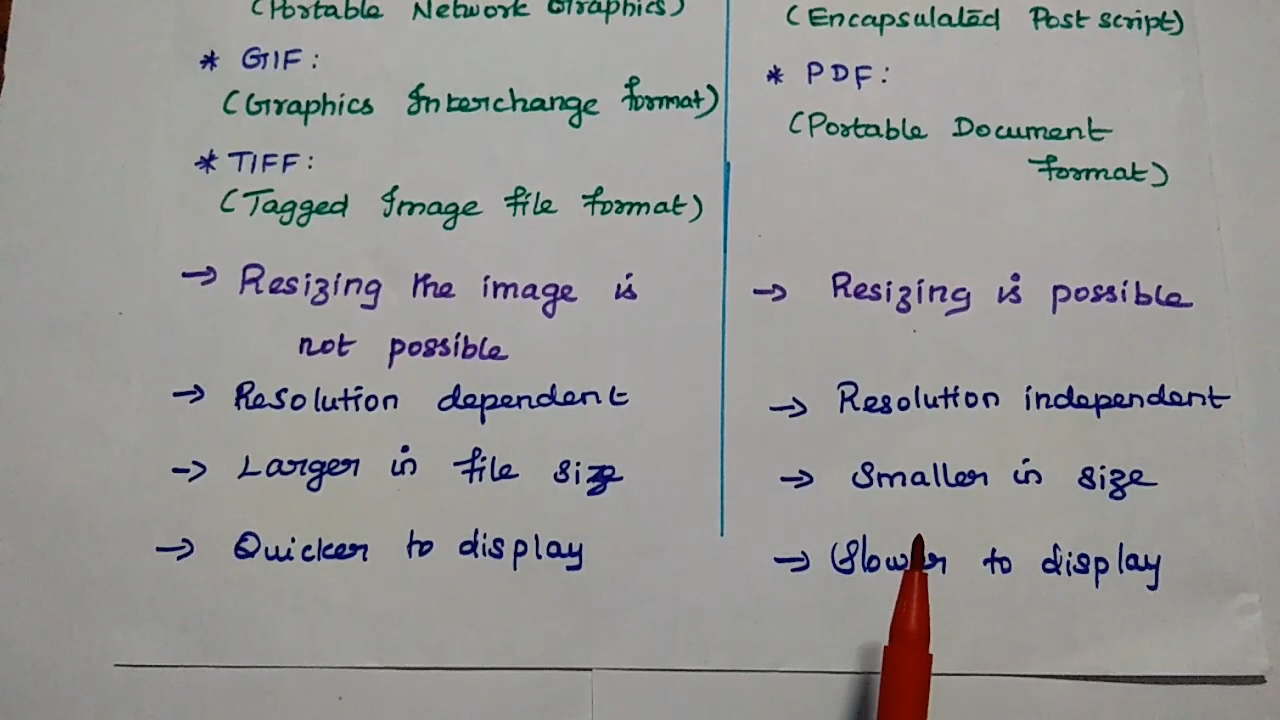 (Portable Network Graphics)
* GIF:
(Graphics Interchange format)
* TIFF:
(Tagged Image file format)
→ Resizing the image is
not possible
→ Resolution dependent
→ Larger in file size
→ Quicker to display
(Encapsulated Post script)
* PDF:
(Portable Document
format)
→ Resizing is possible
→ Resolution independent
→ Smaller in size
→ Slower to display